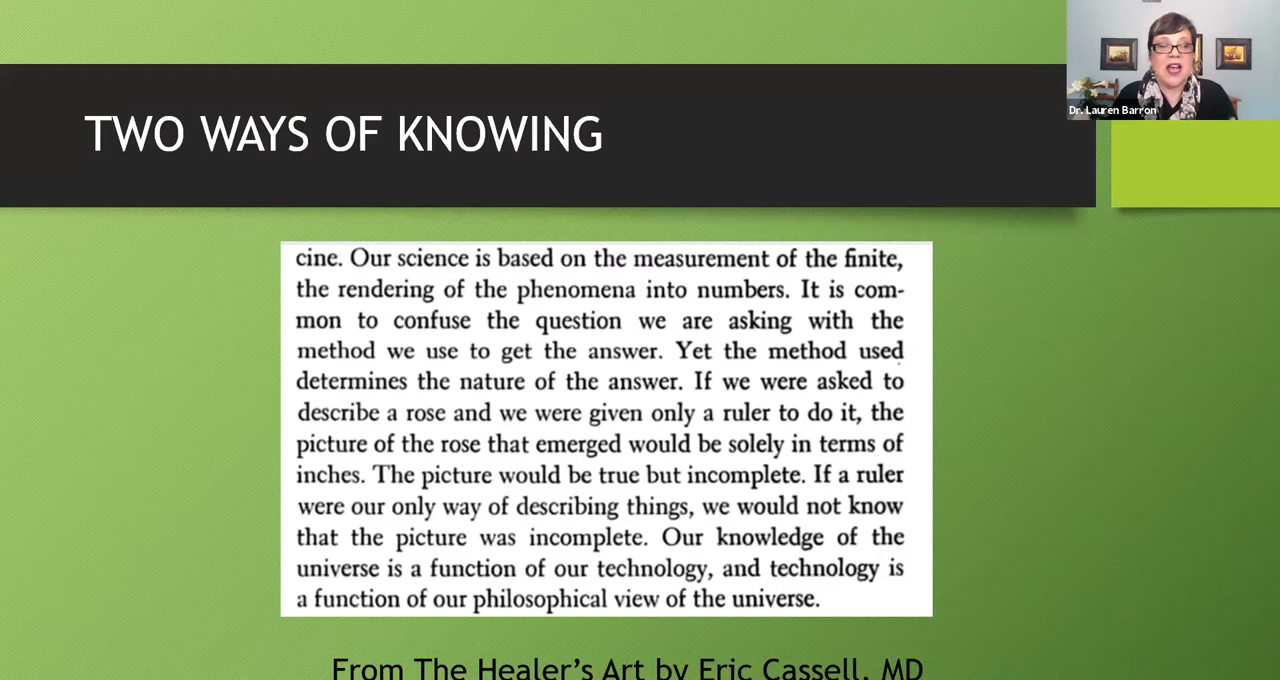 Dr. Lauren Barron
TWO WAYS OF KNOWING
cine. Our science is based on the measurement of the finite,
the rendering of the phenomena into numbers. It is com-
mon to confuse the question we are asking with the
method we use to get the answer. Yet the method used
determines the nature of the answer. If we were asked to
describe a rose and we were given only a ruler to do it, the
picture of the rose that emerged would be solely in terms of
inches. The picture would be true but incomplete. If a ruler
were our only way of describing things, we would not know
that the picture was incomplete. Our knowledge of the
universe is a function of our technology, and technology is
a function of our philosophical view of the universe.
From The Healer's Art by Eric Cassell, MD